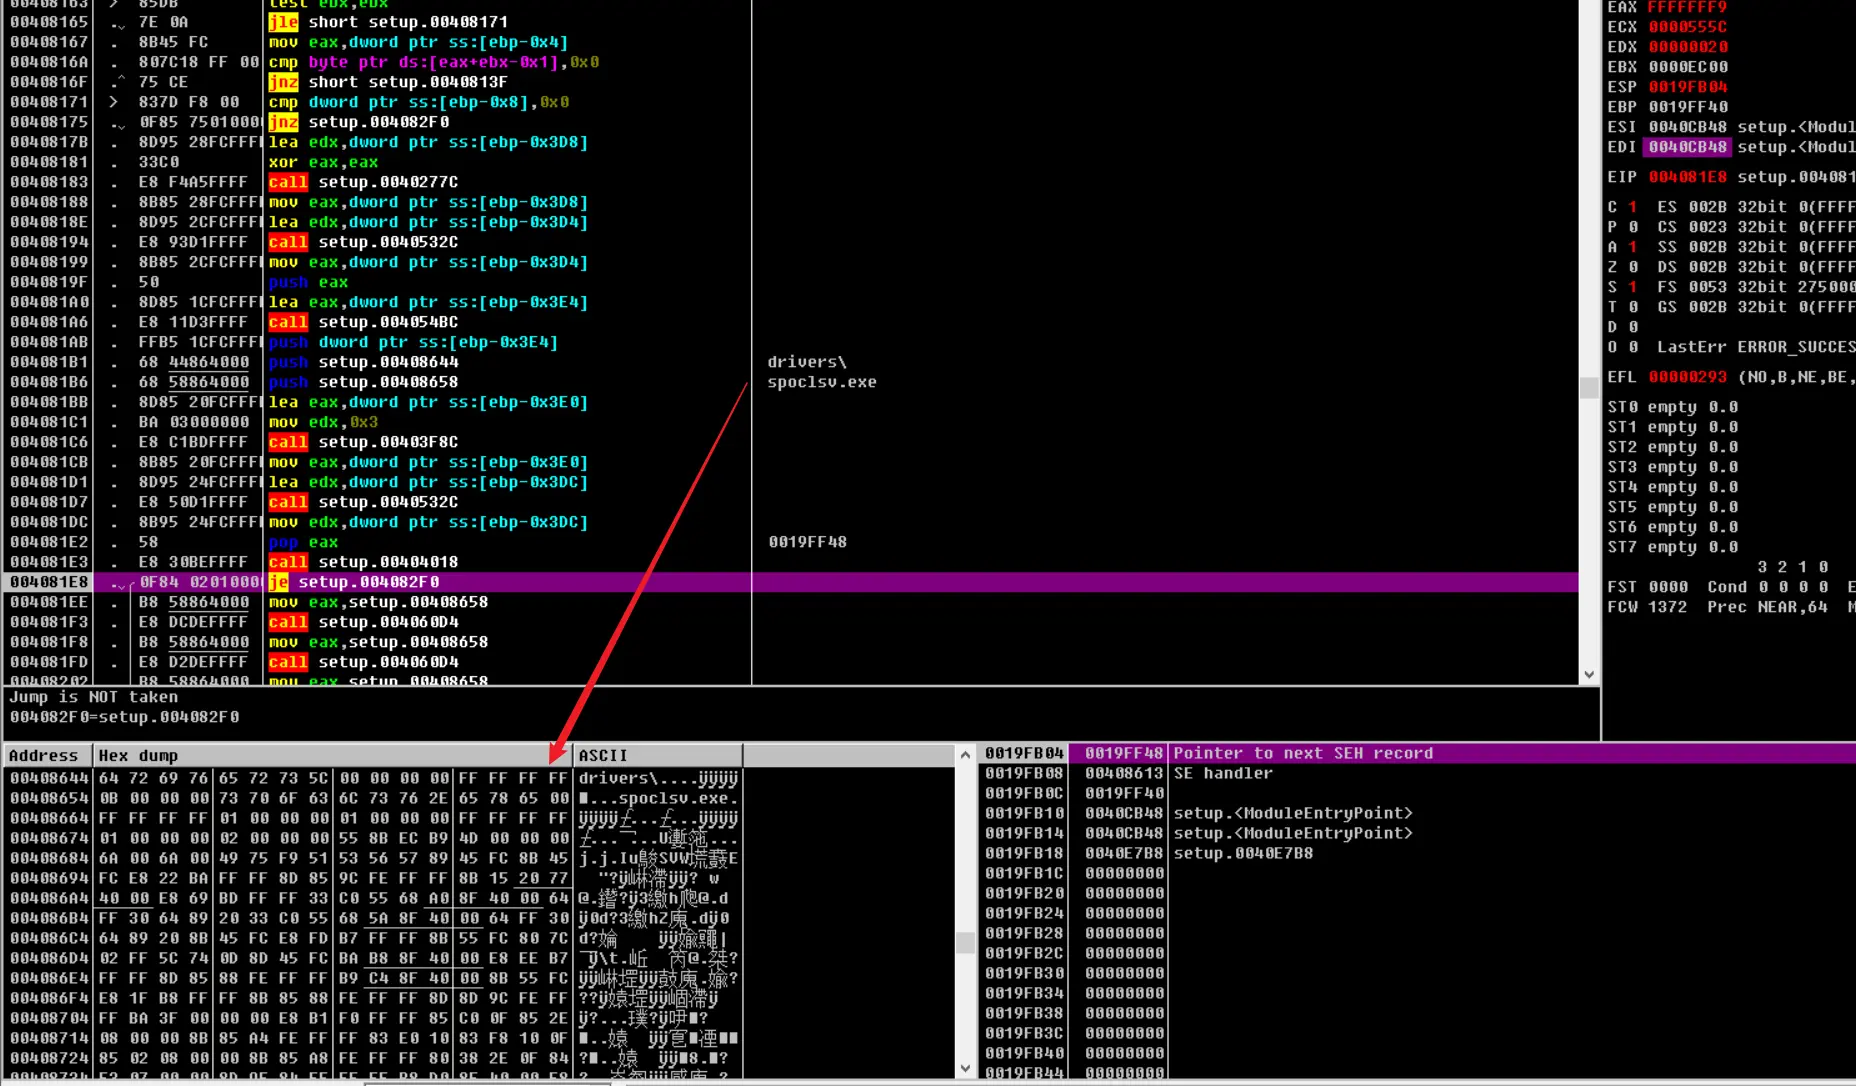 00408163 > 85DB test ebx,ebx
00408165 . 7E 0A jle short setup.00408171
00408167 . 8B45 FC mov eax,dword ptr ss:[ebp-0x4]
0040816A . 807C18 FF 00 cmp byte ptr ds:[eax+ebx-0x1],0x0
0040816F .^ 75 CE jnz short setup.0040813F
00408171 > 837D F8 00 cmp dword ptr ss:[ebp-0x8],0x0
00408175 . 0F85 75010000 jnz setup.004082F0
0040817B . 8D95 28FCFFFF lea edx,dword ptr ss:[ebp-0x3D8]
00408181 . 33C0 xor eax,eax
00408183 . E8 F4A5FFFF call setup.0040277C
00408188 . 8B85 28FCFFFF mov eax,dword ptr ss:[ebp-0x3D8]
0040818E . 8D95 2CFCFFFF lea edx,dword ptr ss:[ebp-0x3D4]
00408194 . E8 93D1FFFF call setup.0040532C
00408199 . 8B85 2CFCFFFF mov eax,dword ptr ss:[ebp-0x3D4]
0040819F . 50 push eax
004081A0 . 8D85 1CFCFFFF lea eax,dword ptr ss:[ebp-0x3E4]
004081A6 . E8 11D3FFFF call setup.004054BC
004081AB . FFB5 1CFCFFFF push dword ptr ss:[ebp-0x3E4]
004081B1 . 68 44864000 push setup.00408644 drivers\
004081B6 . 68 58864000 push setup.00408658 spoclsv.exe
004081BB . 8D85 20FCFFFF lea eax,dword ptr ss:[ebp-0x3E0]
004081C1 . BA 03000000 mov edx,0x3
004081C6 . E8 C1BDFFFF call setup.00403F8C
004081CB . 8B85 20FCFFFF mov eax,dword ptr ss:[ebp-0x3E0]
004081D1 . 8D95 24FCFFFF lea edx,dword ptr ss:[ebp-0x3DC]
004081D7 . E8 50D1FFFF call setup.0040532C
004081DC . 8B95 24FCFFFF mov edx,dword ptr ss:[ebp-0x3DC]
004081E2 . 58 pop eax 0019FF48
004081E3 . E8 30BEFFFF call setup.00404018
004081E8 . 0F84 02010000 je setup.004082F0
004081EE . B8 58864000 mov eax,setup.00408658
004081F3 . E8 DCDEFFFF call setup.004060D4
004081F8 . B8 58864000 mov eax,setup.00408658
004081FD . E8 D2DEFFFF call setup.004060D4
00408202 . B8 58864000 mov eax,setup.00408658
Jump is NOT taken
004082F0=setup.004082F0
EAX FFFFFFF9
ECX 0000555C
EDX 00000020
EBX 0000EC00
ESP 0019FB04
EBP 0019FF40
ESI 0040CB48 setup.<Modul
EDI 0040CB48 setup.<Modul
EIP 004081E8 setup.004081
C 1 ES 002B 32bit 0(FFFF
P 0 CS 0023 32bit 0(FFFF
A 1 SS 002B 32bit 0(FFFF
Z 0 DS 002B 32bit 0(FFFF
S 1 FS 0053 32bit 275000
T 0 GS 002B 32bit 0(FFFF
D 0
O 0 LastErr ERROR_SUCCES
EFL 00000293 (NO,B,NE,BE,
ST0 empty 0.0
ST1 empty 0.0
ST2 empty 0.0
ST3 empty 0.0
ST4 empty 0.0
ST5 empty 0.0
ST6 empty 0.0
ST7 empty 0.0
3 2 1 0
FST 0000 Cond 0 0 0 0 E
FCW 1372 Prec NEAR,64 M
Address Hex dump ASCII
00408644 64 72 69 76 65 72 73 5C 00 00 00 00 FF FF FF FF drivers\....ÿÿÿÿ
00408654 0B 00 00 00 73 70 6F 63 6C 73 76 2E 65 78 65 00 ...spoclsv.exe.
00408664 FF FF FF FF 01 00 00 00 01 00 00 00 FF FF FF FF
00408674 01 00 00 00 02 00 00 00 55 8B EC B9 4D 00 00 00
00408684 6A 00 6A 00 49 75 F9 51 53 56 57 89 45 FC 8B 45
00408694 FC E8 22 BA FF FF 8D 85 9C FE FF FF 8B 15 20 77
004086A4 40 00 E8 69 BD FF FF 33 C0 55 68 A0 8F 40 00 64
004086B4 FF 30 64 89 20 33 C0 55 68 5A 8F 40 00 64 FF 30
004086C4 64 89 20 8B 45 FC E8 FD B7 FF FF 8B 55 FC 80 7C
004086D4 02 FF 5C 74 0D 8D 45 FC BA B8 8F 40 00 E8 EE B7
004086E4 FF FF 8D 85 88 FE FF FF B9 C4 8F 40 00 8B 55 FC
004086F4 E8 1F B8 FF FF 8B 85 88 FE FF FF 8D 8D 9C FE FF
00408704 FF BA 3F 00 00 00 E8 B1 F0 FF FF 85 C0 0F 85 2E
00408714 08 00 00 8B 85 A4 FE FF FF 83 E0 10 83 F8 10 0F
00408724 85 02 08 00 00 8B 85 A8 FE FF FF 80 38 2E 0F 84
0019FB04 0019FF48 Pointer to next SEH record
0019FB08 00408613 SE handler
0019FB0C 0019FF40
0019FB10 0040CB48 setup.<ModuleEntryPoint>
0019FB14 0040CB48 setup.<ModuleEntryPoint>
0019FB18 0040E7B8 setup.0040E7B8
0019FB1C 00000000
0019FB20 00000000
0019FB24 00000000
0019FB28 00000000
0019FB2C 00000000
0019FB30 00000000
0019FB34 00000000
0019FB38 00000000
0019FB3C 00000000
0019FB40 00000000
0019FB44 00000000